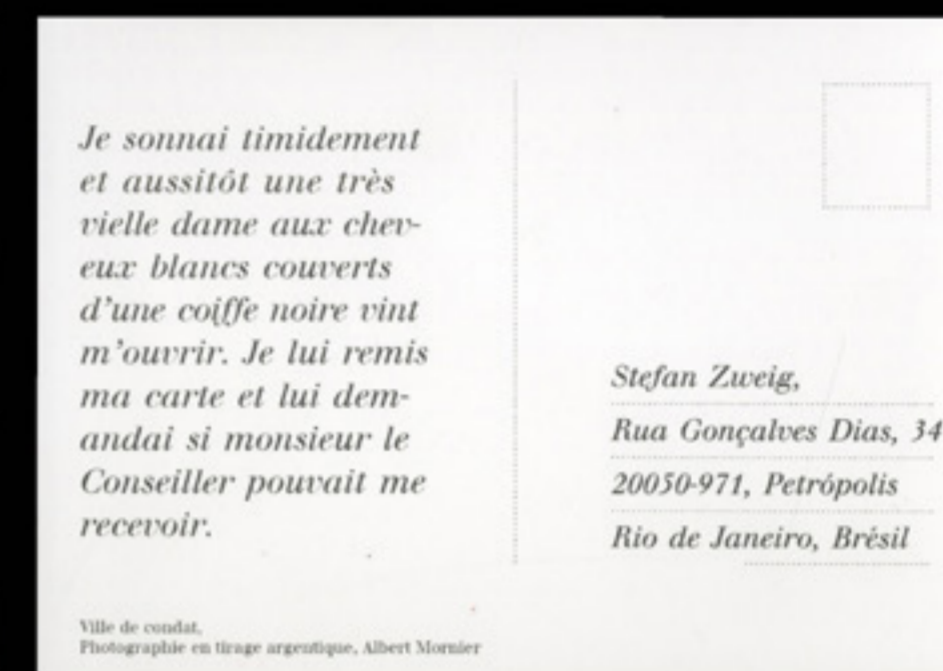 Je sonnai timidement
et aussitôt une très
vielle dame aux chev-
eux blancs couverts
d'une coiffe noire vint
m'ouvrir. Je lui remis
ma carte et lui dem-
andai si monsieur le
Conseiller pouvait me
recevoir.
Stefan Zweig,
Rua Gonçalves Dias, 34
20050-971, Petrópolis
Rio de Janeiro, Brésil
Ville de condat,
Photographie en tirage argentique, Albert Mornier